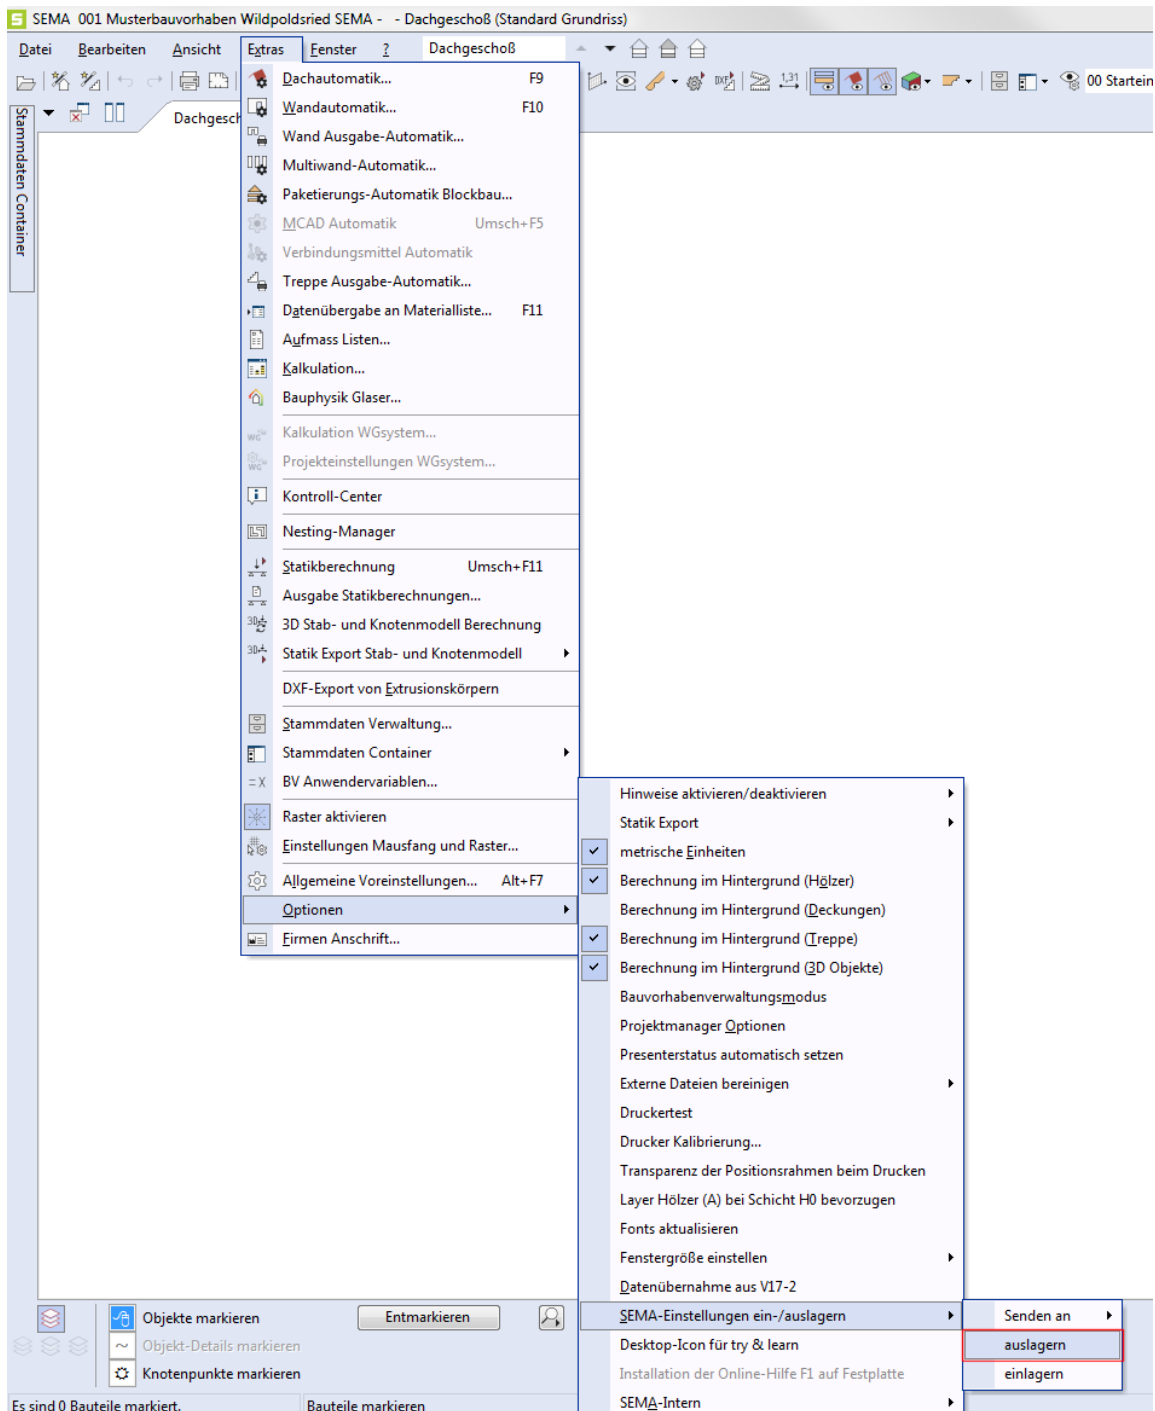 SEMA 001 Musterbauvorhaben Wildpoldsried SEMA - - Dachgeschoß (Standard Grundriss)
Datei Bearbeiten Ansicht Extras Fenster ? Dachgeschoß
DXF 1,31 00 Startein
Dachgesch
Stammdaten Container
Dachautomatik... F9
Wandautomatik... F10
Wand Ausgabe-Automatik...
Multiwand-Automatik...
Paketierungs-Automatik Blockbau...
MCAD Automatik Umsch+F5
Verbindungsmittel Automatik
Treppe Ausgabe-Automatik...
Datenübergabe an Materialliste... F11
Aufmass Listen...
Kalkulation...
Bauphysik Glaser...
Kalkulation WGsystem...
Projekteinstellungen WGsystem...
Kontroll-Center
Nesting-Manager
Statikberechnung Umsch+F11
Ausgabe Statikberechnungen...
3D Stab- und Knotenmodell Berechnung
Statik Export Stab- und Knotenmodell
DXF-Export von Extrusionskörpern
Stammdaten Verwaltung...
Stammdaten Container
BV Anwendervariablen...
Raster aktivieren
Einstellungen Mausfang und Raster...
Allgemeine Voreinstellungen... Alt+F7
Optionen
Firmen Anschrift...
Hinweise aktivieren/deaktivieren
Statik Export
metrische Einheiten
Berechnung im Hintergrund (Hölzer)
Berechnung im Hintergrund (Deckungen)
Berechnung im Hintergrund (Treppe)
Berechnung im Hintergrund (3D Objekte)
Bauvorhabenverwaltungsmodus
Projektmanager Optionen
Presenterstatus automatisch setzen
Externe Dateien bereinigen
Druckertest
Drucker Kalibrierung...
Transparenz der Positionsrahmen beim Drucken
Layer Hölzer (A) bei Schicht H0 bevorzugen
Fonts aktualisieren
Fenstergröße einstellen
Datenübernahme aus V17-2
SEMA-Einstellungen ein-/auslagern
Desktop-Icon für try & learn
Installation der Online-Hilfe F1 auf Festplatte
SEMA-Intern
Senden an
auslagern
einlagern
Objekte markieren Entmarkieren
Objekt-Details markieren
Knotenpunkte markieren
Es sind 0 Bauteile markiert. Bauteile markieren